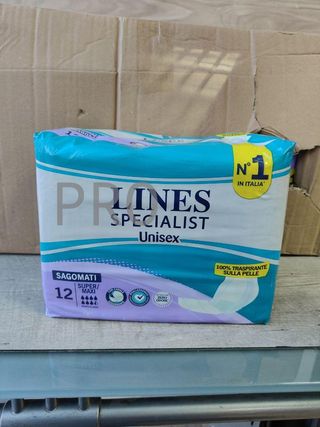 N°1
IN ITALIA*
PRO
LINES
SPECIALIST
Unisex
100% TRASPIRANTE
SULLA PELLE
SAGOMATI
12
SUPER/
MAXI